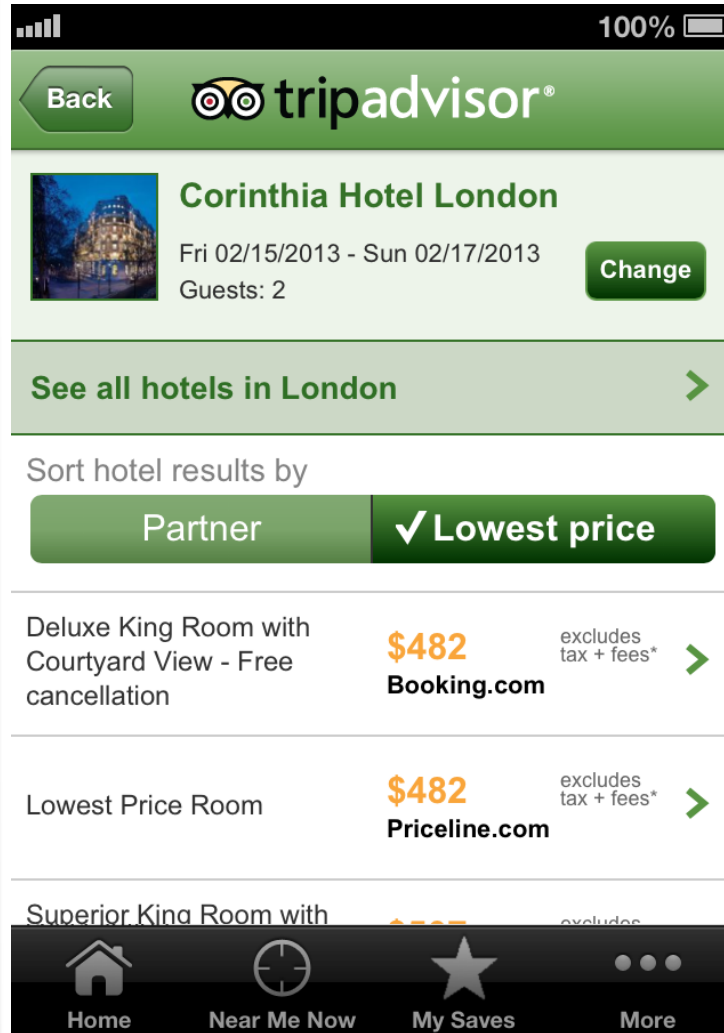 100%
Back
tripadvisor®
Corinthia Hotel London
Fri 02/15/2013 - Sun 02/17/2013
Guests: 2
Change
See all hotels in London
Sort hotel results by
Partner
Lowest price
Deluxe King Room with
Courtyard View - Free
cancellation
$482
Booking.com
excludes
tax + fees*
Lowest Price Room
$482
Priceline.com
excludes
tax + fees*
Superior King Room with
excludes
Home
Near Me Now
My Saves
More